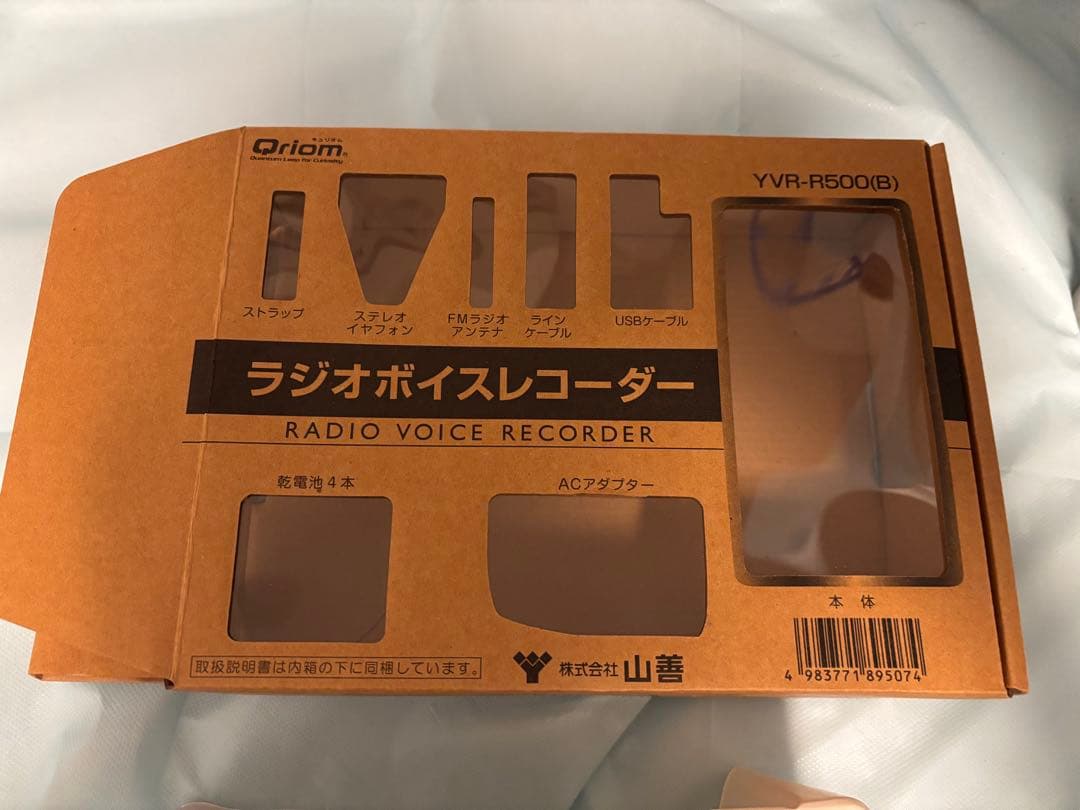 キュリオム
Qriom®
Quantum Leap for Curiosity
YVR-R500(B)
ストラップ
ステレオ
イヤフォン
FMラジオ
アンテナ
ライン
ケーブル
USBケーブル
ラジオボイスレコーダー
RADIO VOICE RECORDER
乾電池4本
ACアダプター
本体
取扱説明書は内箱の下に同梱しています。
株式会社 山善
4 983771 895074